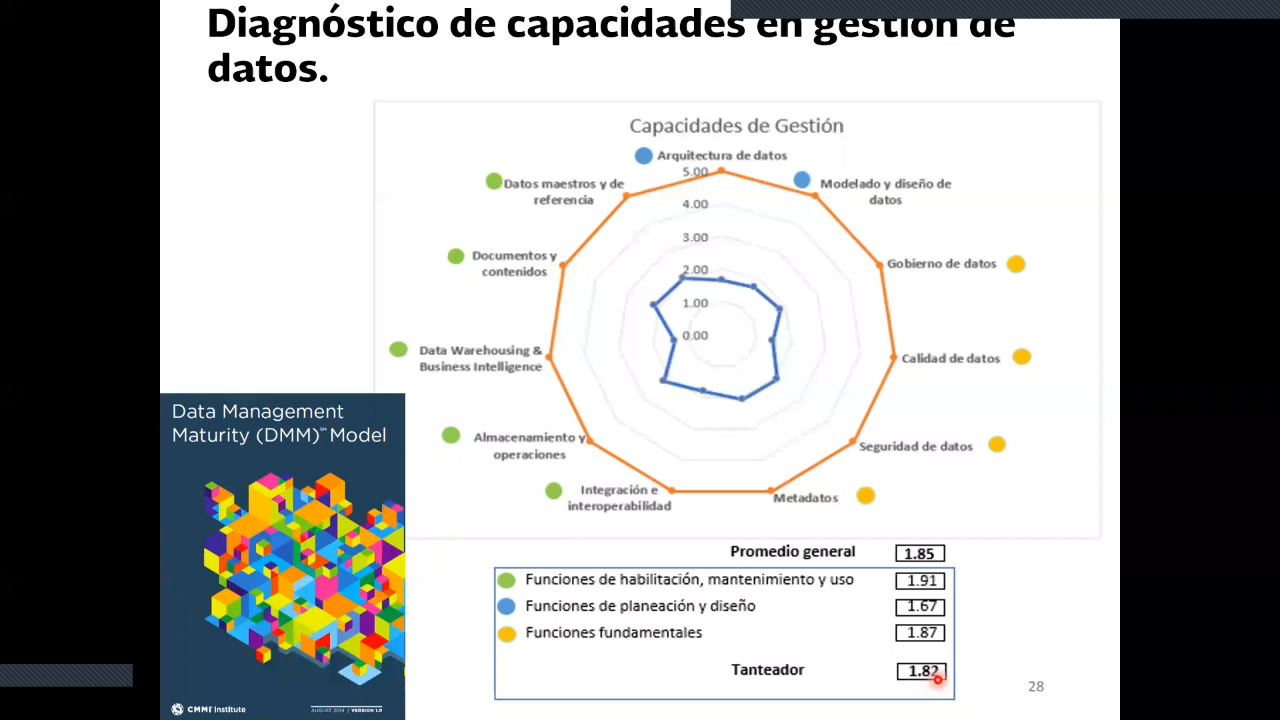 Diagnóstico de capacidades en gestión de
datos.
Capacidades de Gestión
Arquitectura de datos
5.00
4.00
3.00
2.00
1.00
0.00
Modelado y diseño de
datos
Gobierno de datos
Calidad de datos
Seguridad de datos
Metadatos
Integración e
interoperabilidad
Almacenamiento y
operaciones
Data Warehousing &
Business Intelligence
Documentos y
contenidos
Datos maestros y de
referencia
Data Management
Maturity (DMM)℠ Model
CMMI Institute
AUGUST 2014 | VERSION 1.0
Promedio general 1.85
Funciones de habilitación, mantenimiento y uso 1.91
Funciones de planeación y diseño 1.67
Funciones fundamentales 1.87
Tanteador 1.82
28